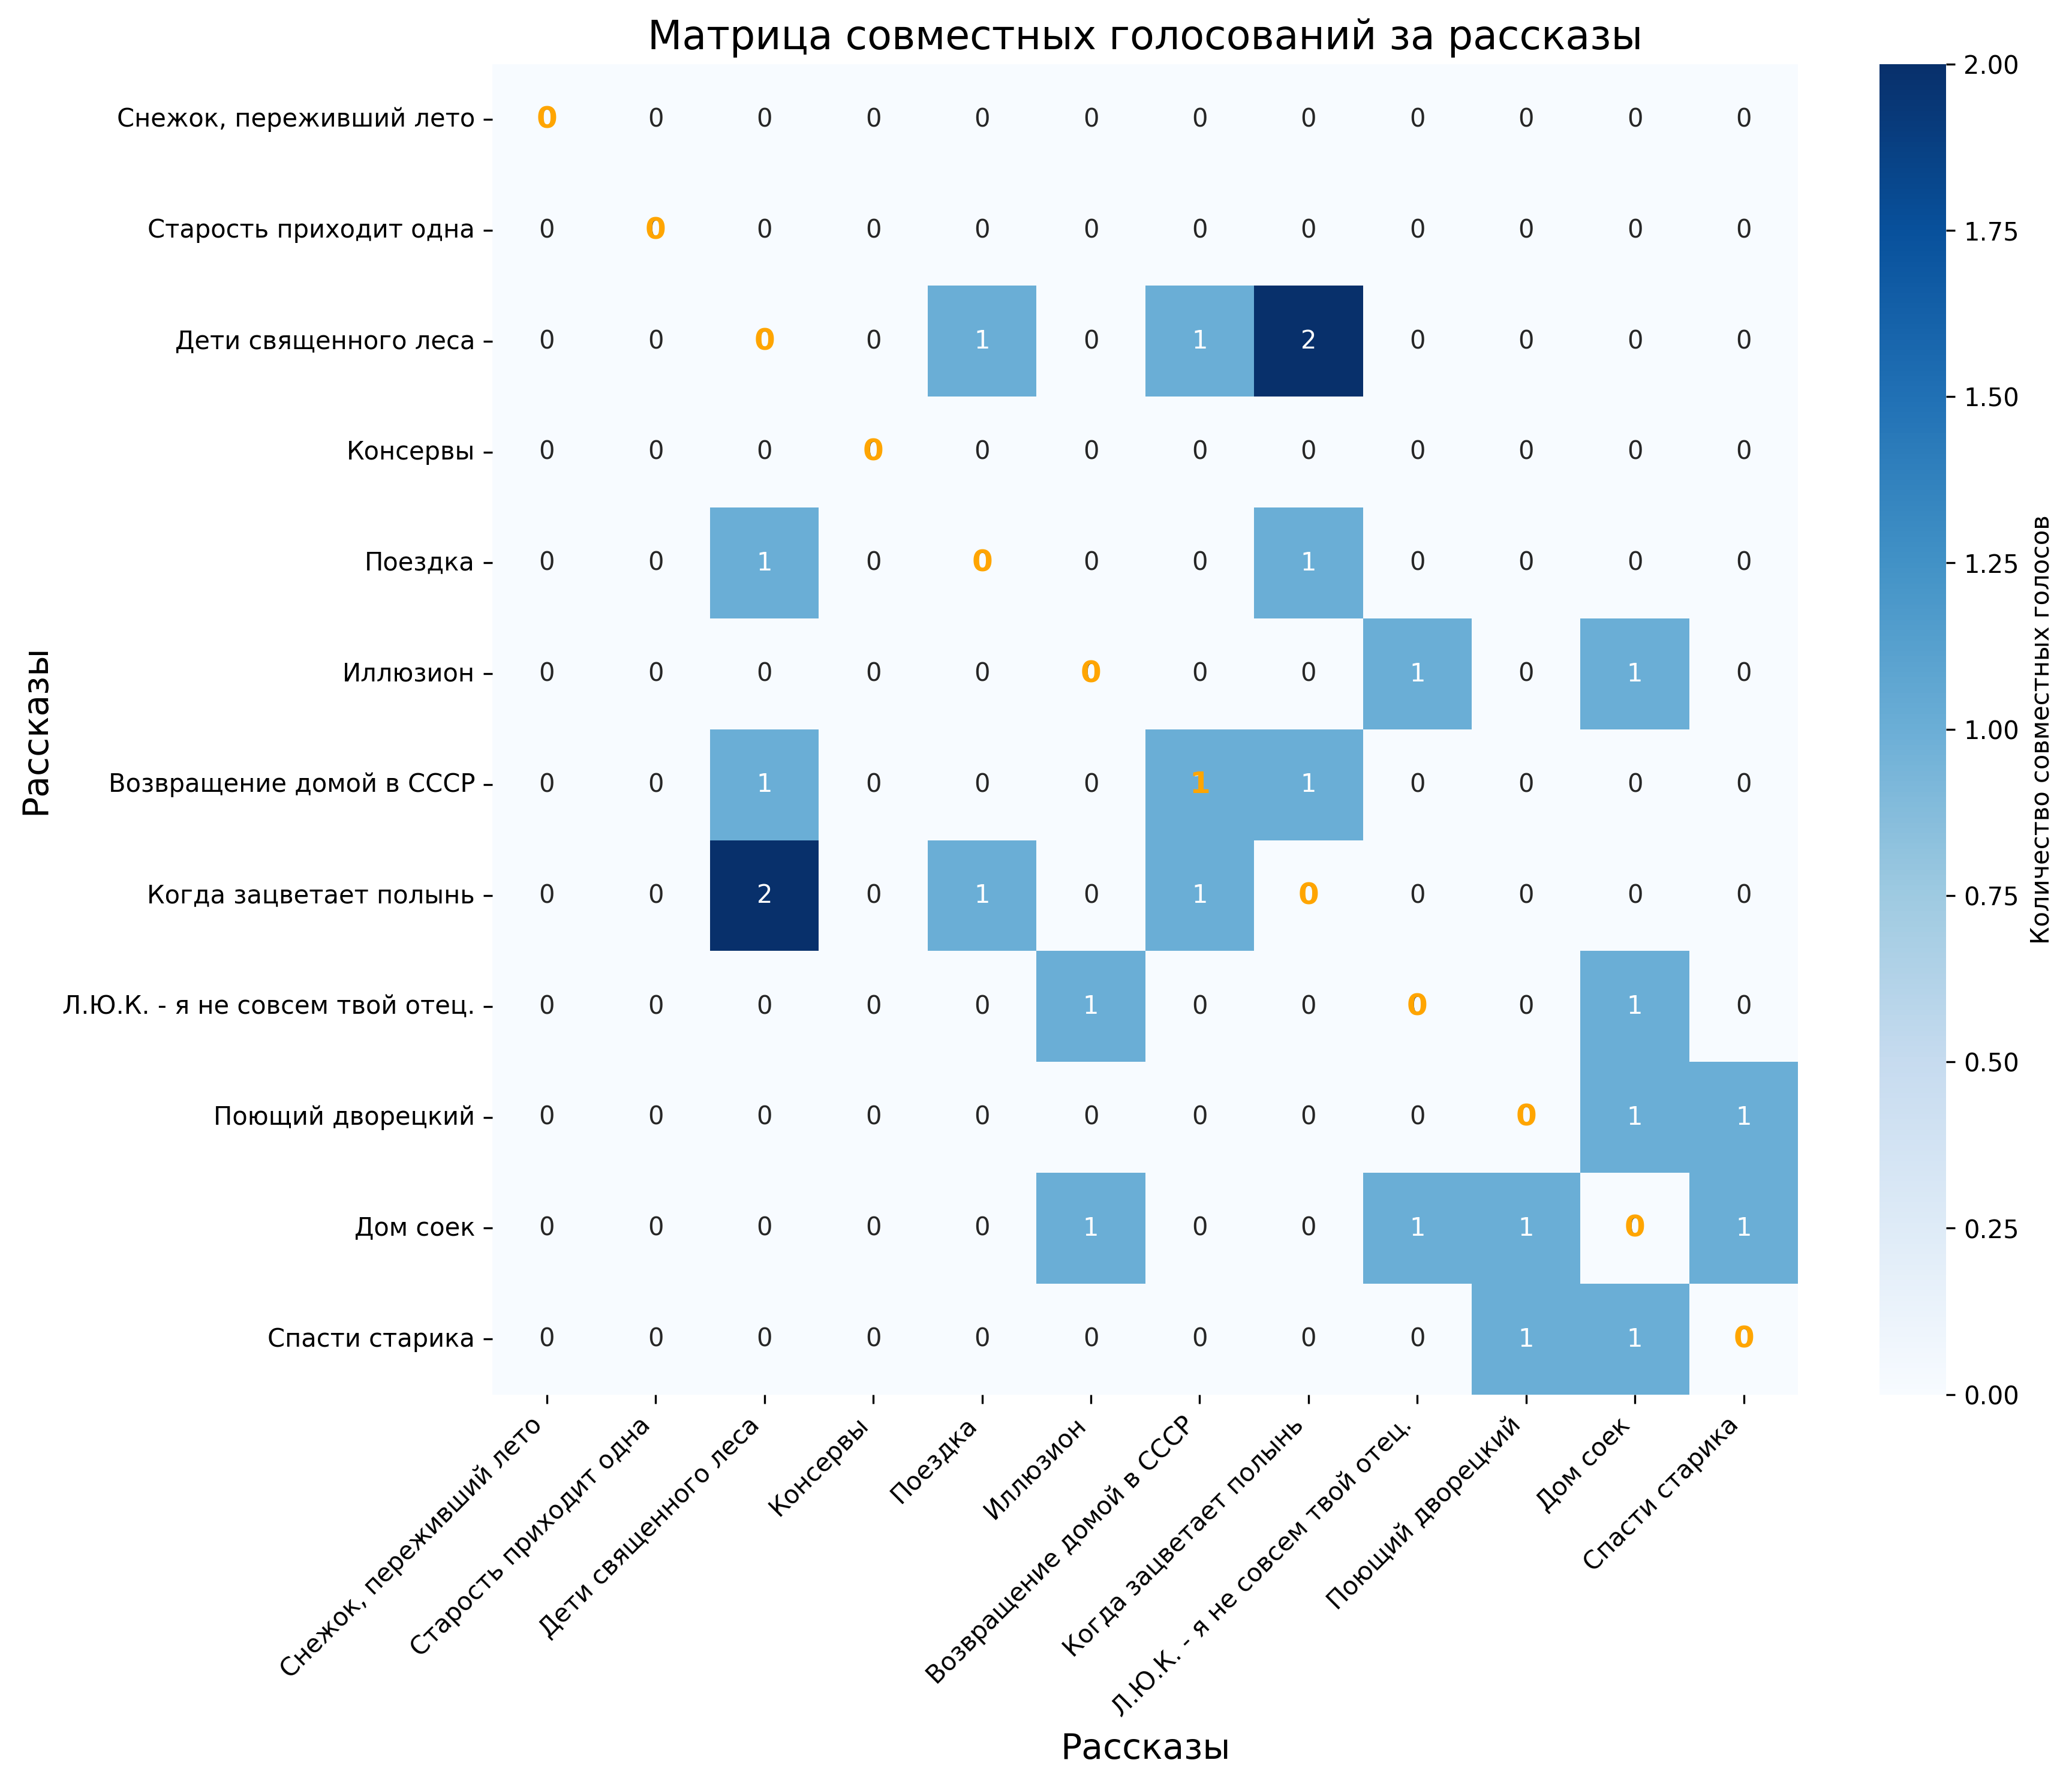 Матрица совместных голосований за рассказы
Снежок, переживший лето 0 0 0 0 0 0 0 0 0 0 0 0
Старость приходит одна 0 0 0 0 0 0 0 0 0 0 0 0
Дети священного леса 0 0 0 0 1 0 1 2 0 0 0 0
Консервы 0 0 0 0 0 0 0 0 0 0 0 0
Поездка 0 0 1 0 0 0 0 1 0 0 0 0
Иллюзион 0 0 0 0 0 0 0 0 1 0 1 0
Возвращение домой в СССР 0 0 1 0 0 0 1 1 0 0 0 0
Когда зацветает полынь 0 0 2 0 1 0 1 0 0 0 0 0
Л.Ю.К. - я не совсем твой отец. 0 0 0 0 0 1 0 0 0 0 1 0
Поющий дворецкий 0 0 0 0 0 0 0 0 0 0 1 1
Дом соек 0 0 0 0 0 1 0 0 1 1 0 1
Спасти старика 0 0 0 0 0 0 0 0 0 1 1 0
Рассказы
Снежок, переживший лето
Старость приходит одна
Дети священного леса
Консервы
Поездка
Иллюзион
Возвращение домой в СССР
Когда зацветает полынь
Л.Ю.К. - я не совсем твой отец.
Поющий дворецкий
Дом соек
Спасти старика
Рассказы
2.00
1.75
1.50
1.25
1.00
0.75
0.50
0.25
0.00
Количество совместных голосов